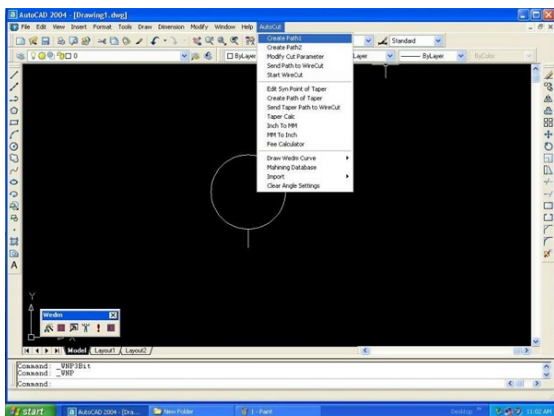 AutoCAD 2004 - [Drawing1.dwg]
File Edit View Insert Format Tools Draw Dimension Modify Window Help AutoCut
Standard
ByLayer ByLayer ByColor
Create Path1
Create Path2
Modify Cut Parameter
Send Path to WireCut
Start WireCut
Edit Syn Point of Taper
Create Path of Taper
Send Taper Path to WireCut
Taper Calc
Inch To MM
MM To Inch
Fee Calculator
Draw Wedm Curve
Mahining Database
Import
Clear Angle Settings
Y
Wedm
X
Model Layout1 Layout2
Command: _VNP3Bit
Command: _VNP
Command:
start AutoCAD 2004 - [Dra... New Folder 1 - Paint Desktop 11:02 AM